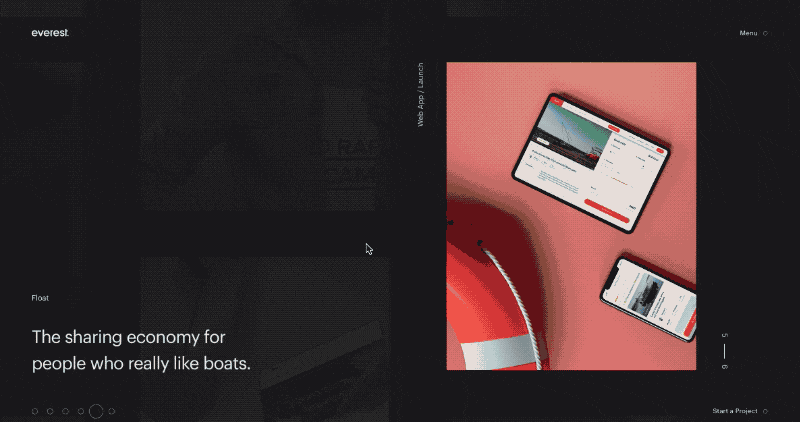 everest
Menu
Web App / Launch
Float
The sharing economy for
people who really like boats.
5
6
Start a Project